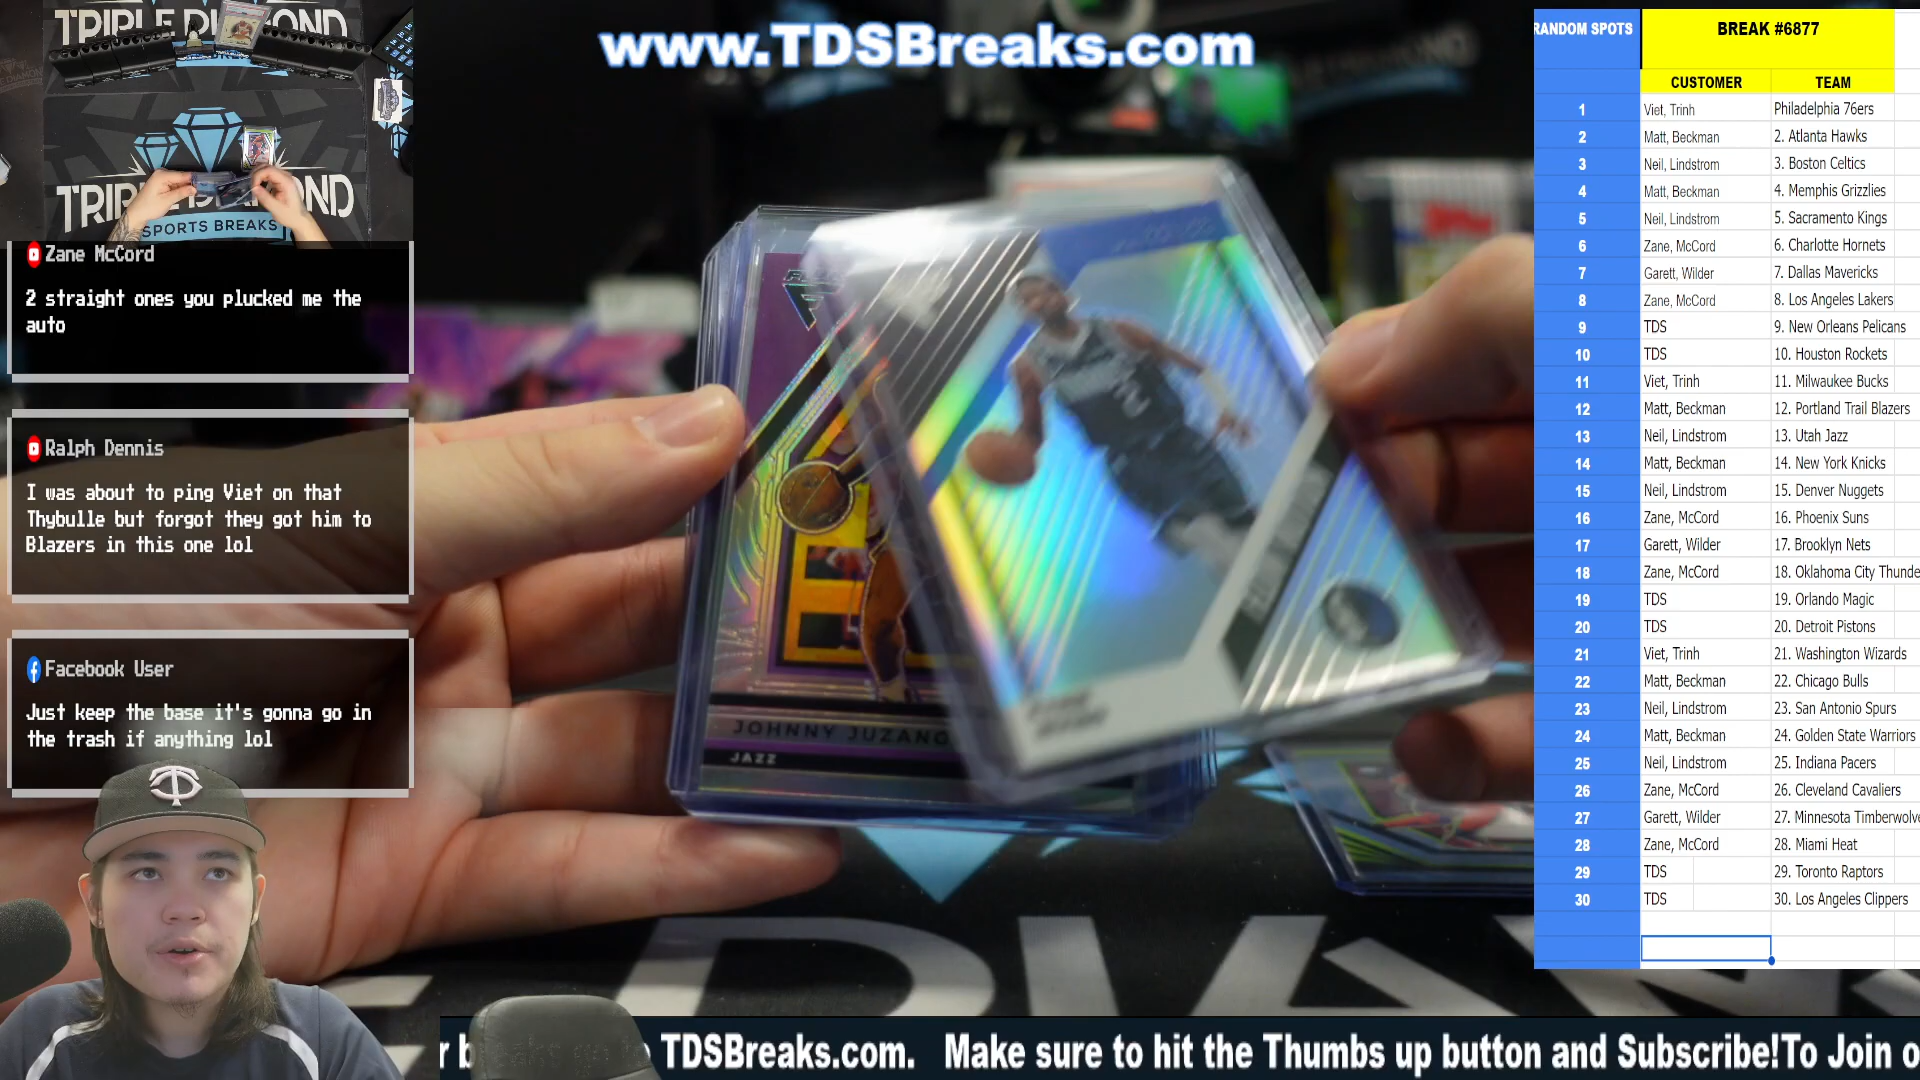 TRIPLE DIAMOND
TRIPLE DIAMOND
SPORTS BREAKS
www.TDSBreaks.com
Zane McCord
2 straight ones you plucked me the
auto
Ralph Dennis
I was about to ping Viet on that
Thybulle but forgot they got him to
Blazers in this one lol
Facebook User
Just keep the base it's gonna go in
the trash if anything lol
JOHNNY JUZANG
JAZZ
RANDOM SPOTS BREAK #6877
CUSTOMER TEAM
1 Viet, Trinh Philadelphia 76ers
2 Matt, Beckman 2. Atlanta Hawks
3 Neil, Lindstrom 3. Boston Celtics
4 Matt, Beckman 4. Memphis Grizzlies
5 Neil, Lindstrom 5. Sacramento Kings
6 Zane, McCord 6. Charlotte Hornets
7 Garett, Wilder 7. Dallas Mavericks
8 Zane, McCord 8. Los Angeles Lakers
9 TDS 9. New Orleans Pelicans
10 TDS 10. Houston Rockets
11 Viet, Trinh 11. Milwaukee Bucks
12 Matt, Beckman 12. Portland Trail Blazers
13 Neil, Lindstrom 13. Utah Jazz
14 Matt, Beckman 14. New York Knicks
15 Neil, Lindstrom 15. Denver Nuggets
16 Zane, McCord 16. Phoenix Suns
17 Garett, Wilder 17. Brooklyn Nets
18 Zane, McCord 18. Oklahoma City Thunde
19 TDS 19. Orlando Magic
20 TDS 20. Detroit Pistons
21 Viet, Trinh 21. Washington Wizards
22 Matt, Beckman 22. Chicago Bulls
23 Neil, Lindstrom 23. San Antonio Spurs
24 Matt, Beckman 24. Golden State Warriors
25 Neil, Lindstrom 25. Indiana Pacers
26 Zane, McCord 26. Cleveland Cavaliers
27 Garett, Wilder 27. Minnesota Timberwolve
28 Zane, McCord 28. Miami Heat
29 TDS 29. Toronto Raptors
30 TDS 30. Los Angeles Clippers
TDSBreaks.com. Make sure to hit the Thumbs up button and Subscribe!To Join o